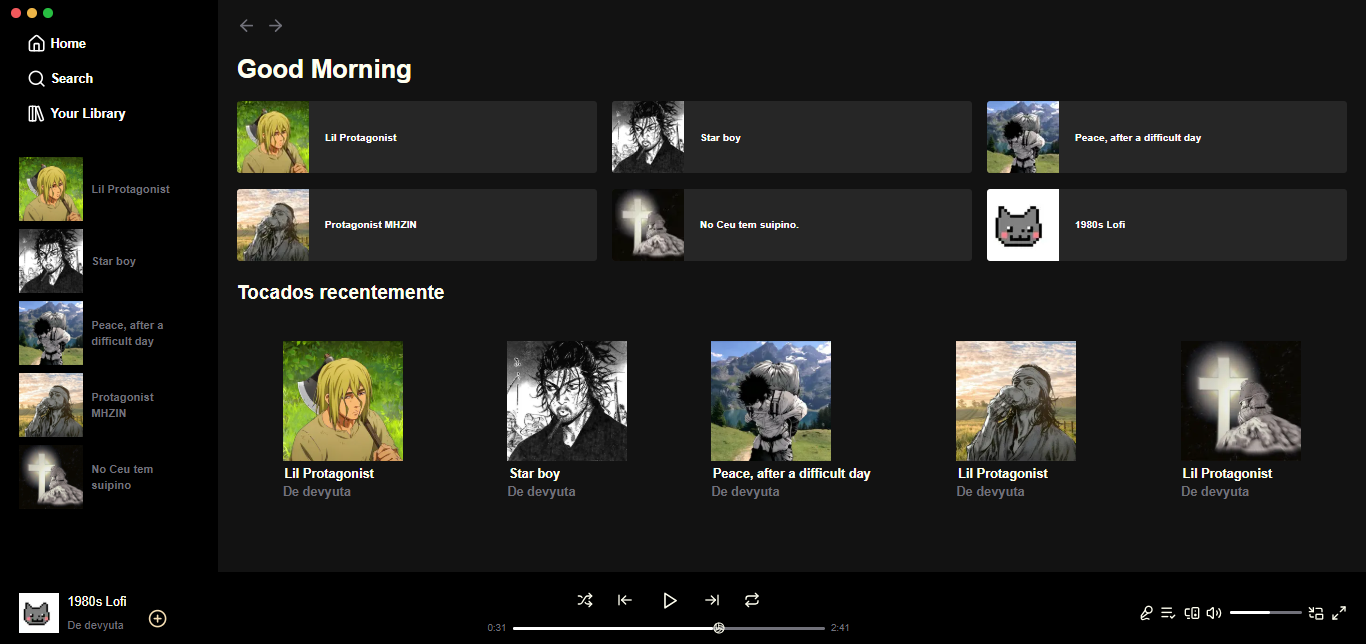 Home
Search
Your Library
Lil Protagonist
Star boy
Peace, after a
difficult day
Protagonist
MHZIN
No Ceu tem
suipino
Good Morning
Lil Protagonist
Star boy
Peace, after a difficult day
Protagonist MHZIN
No Ceu tem suipino.
1980s Lofi
Tocados recentemente
Lil Protagonist
De devyuta
Star boy
De devyuta
Peace, after a difficult day
De devyuta
Lil Protagonist
De devyuta
Lil Protagonist
De devyuta
1980s Lofi
De devyuta
0:31
2:41